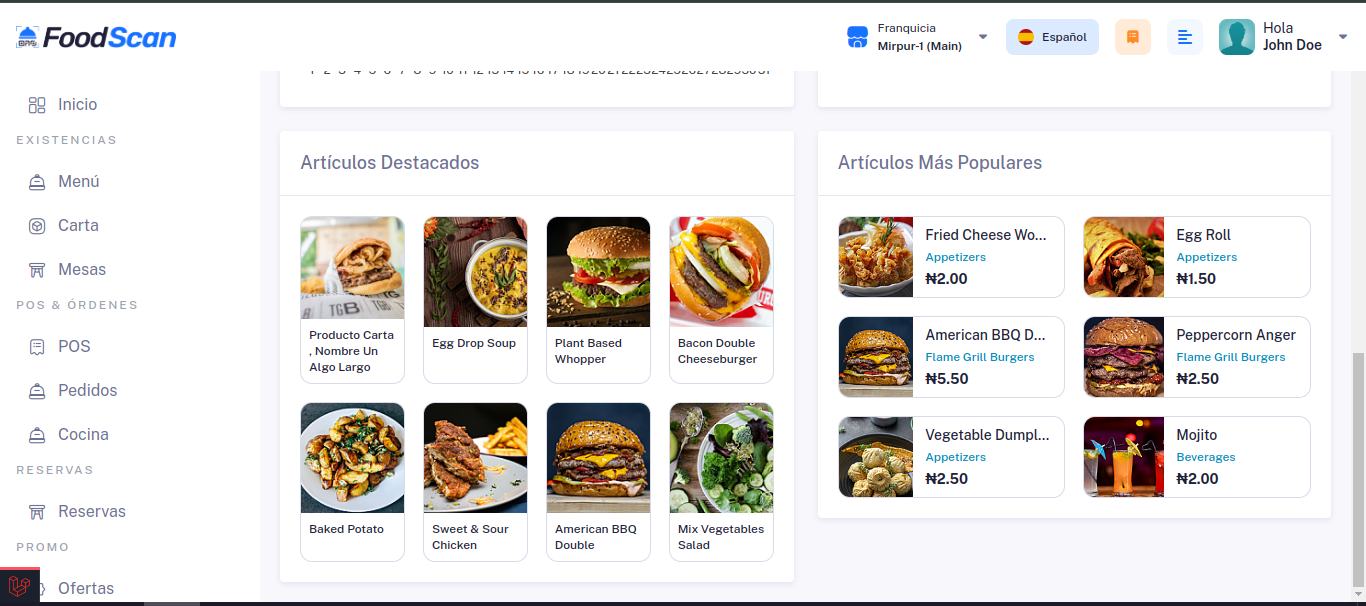 FoodScan
Franquicia
Mirpur-1 (Main)
Español
Hola
John Doe
Inicio
EXISTENCIAS
Menú
Carta
Mesas
POS & ÓRDENES
POS
Pedidos
Cocina
RESERVAS
Reservas
PROMO
Ofertas
Artículos Destacados
Producto Carta
, Nombre Un
Algo Largo
Egg Drop Soup
Plant Based
Whopper
Bacon Double
Cheeseburger
Baked Potato
Sweet & Sour
Chicken
American BBQ
Double
Mix Vegetables
Salad
Artículos Más Populares
Fried Cheese Wo...
Appetizers
₦2.00
Egg Roll
Appetizers
₦1.50
American BBQ D...
Flame Grill Burgers
₦5.50
Peppercorn Anger
Flame Grill Burgers
₦2.50
Vegetable Dumpl...
Appetizers
₦2.50
Mojito
Beverages
₦2.00